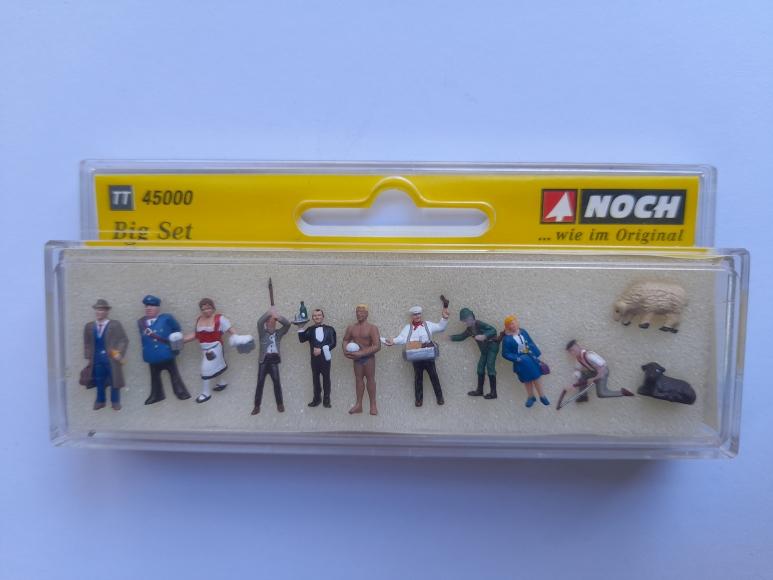 TT 45000
Big Set
NOCH
... wie im Original